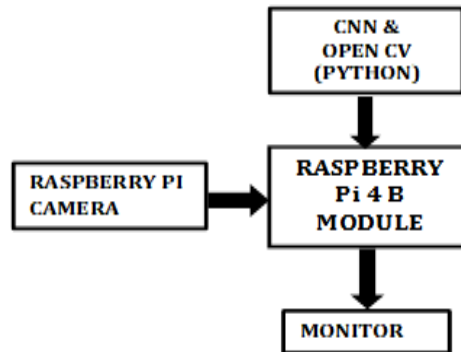 CNN &
OPEN CV
(PYTHON)
RASPBERRY PI
CAMERA
RASPBERRY
Pi 4 B
MODULE
MONITOR